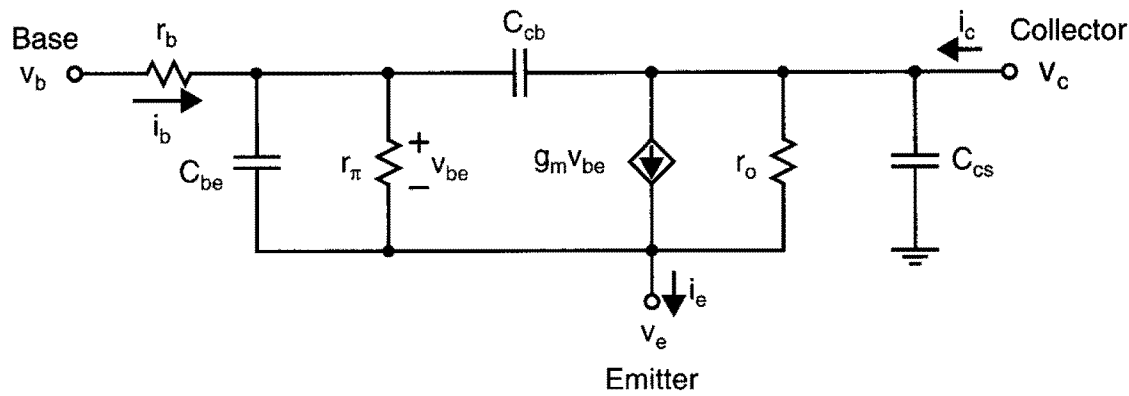 Base
v_b
r_b
i_b
C_be
r_π
+
v_be
−
C_cb
g_m v_be
r_o
C_cs
i_c
Collector
v_c
i_e
v_e
Emitter